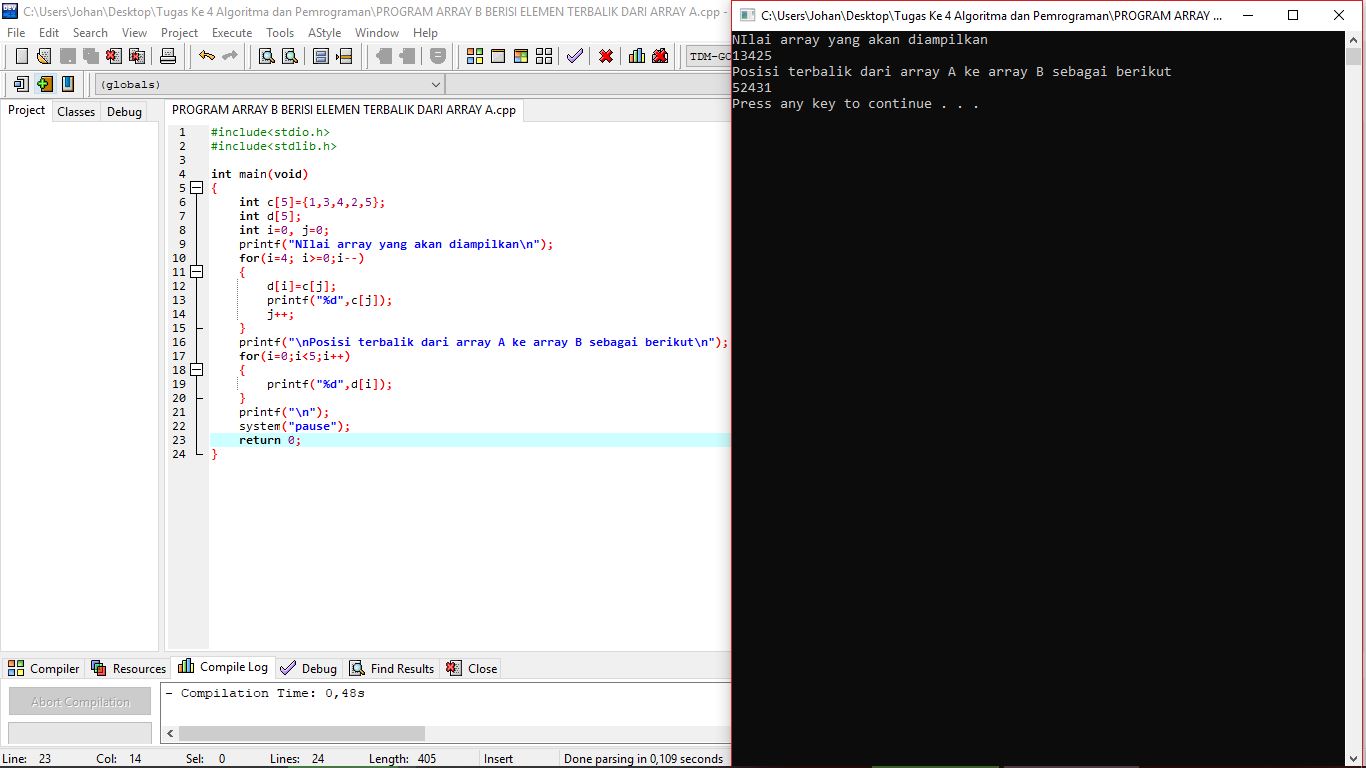 C:\Users\Johan\Desktop\Tugas Ke 4 Algoritma dan Pemrograman\PROGRAM ARRAY B BERISI ELEMEN TERBALIK DARI ARRAY A.cpp -
File Edit Search View Project Execute Tools AStyle Window Help
TDM-GC
(globals)
Project Classes Debug
PROGRAM ARRAY B BERISI ELEMEN TERBALIK DARI ARRAY A.cpp
1 #include<stdio.h>
2 #include<stdlib.h>
3
4 int main(void)
5 {
6 int c[5]={1,3,4,2,5};
7 int d[5];
8 int i=0, j=0;
9 printf("NIlai array yang akan diampilkan\n");
10 for(i=4; i>=0;i--)
11 {
12 d[i]=c[j];
13 printf("%d",c[j]);
14 j++;
15 }
16 printf("\nPosisi terbalik dari array A ke array B sebagai berikut\n");
17 for(i=0;i<5;i++)
18 {
19 printf("%d",d[i]);
20 }
21 printf("\n");
22 system("pause");
23 return 0;
24 }
Compiler Resources Compile Log Debug Find Results Close
Abort Compilation
- Compilation Time: 0,48s
Line: 23 Col: 14 Sel: 0 Lines: 24 Length: 405 Insert Done parsing in 0,109 seconds
C:\Users\Johan\Desktop\Tugas Ke 4 Algoritma dan Pemrograman\PROGRAM ARRAY ...
NIlai array yang akan diampilkan
13425
Posisi terbalik dari array A ke array B sebagai berikut
52431
Press any key to continue . . .